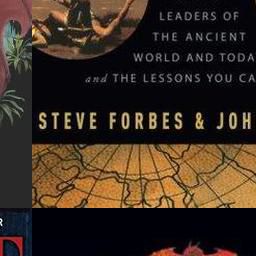 LEADERS OF
THE ANCIENT
WORLD AND TODA
and THE LESSONS YOU CA
STEVE FORBES & JOH
R